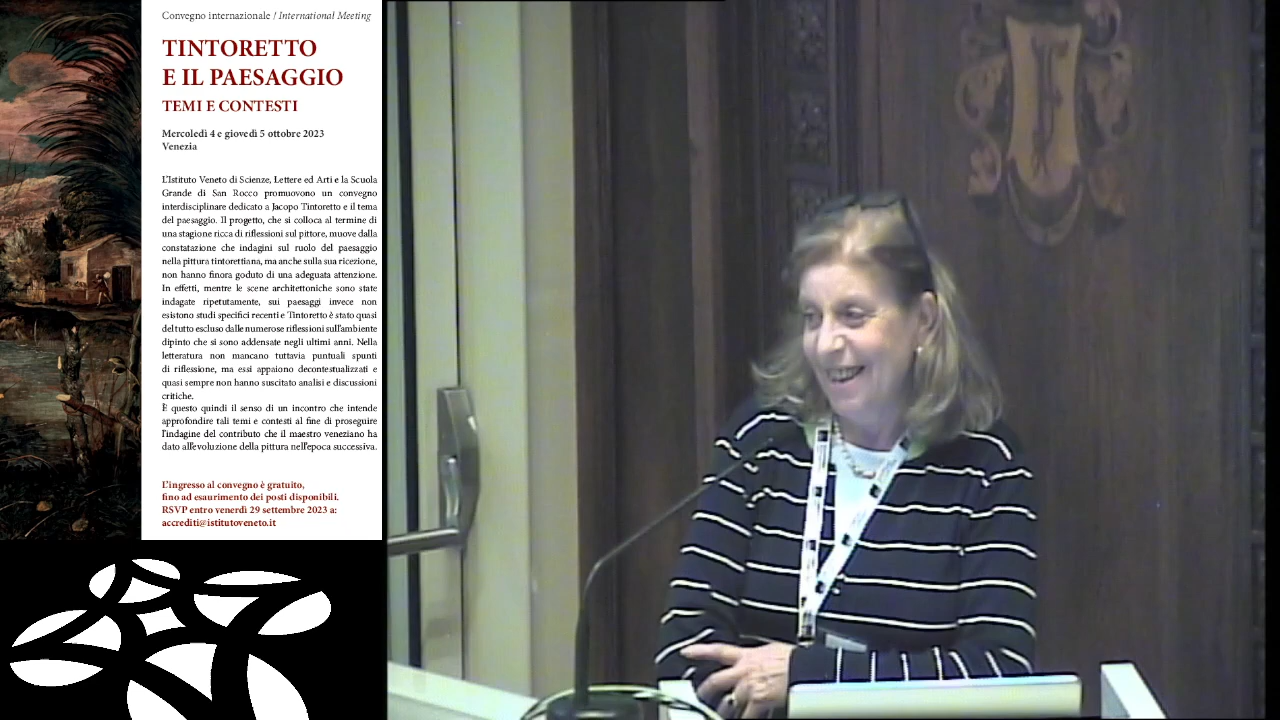 Convegno internazionale / International Meeting
TINTORETTO
E IL PAESAGGIO
TEMI E CONTESTI
Mercoledì 4 e giovedì 5 ottobre 2023
Venezia
L'Istituto Veneto di Scienze, Lettere ed Arti e la Scuola
Grande di San Rocco promuovono un convegno
interdisciplinare dedicato a Jacopo Tintoretto e il tema
del paesaggio. Il progetto, che si colloca al termine di
una stagione ricca di riflessioni sul pittore, muove dalla
constatazione che indagini sul ruolo del paesaggio
nella pittura tintorettiana, ma anche sulla sua ricezione,
non hanno finora goduto di una adeguata attenzione.
In effetti, mentre le scene architettoniche sono state
indagate ripetutamente, sui paesaggi invece non
esistono studi specifici recenti e Tintoretto è stato quasi
del tutto escluso dalle numerose riflessioni sull'ambiente
dipinto che si sono addensate negli ultimi anni. Nella
letteratura non mancano tuttavia puntuali spunti
di riflessione, ma essi appaiono decontestualizzati e
quasi sempre non hanno suscitato analisi e discussioni
critiche.
È questo quindi il senso di un incontro che intende
approfondire tali temi e contesti al fine di proseguire
l'indagine del contributo che il maestro veneziano ha
dato all'evoluzione della pittura nell'epoca successiva.
L'ingresso al convegno è gratuito,
fino ad esaurimento dei posti disponibili.
RSVP entro venerdì 29 settembre 2023 a:
accrediti@istitutoveneto.it